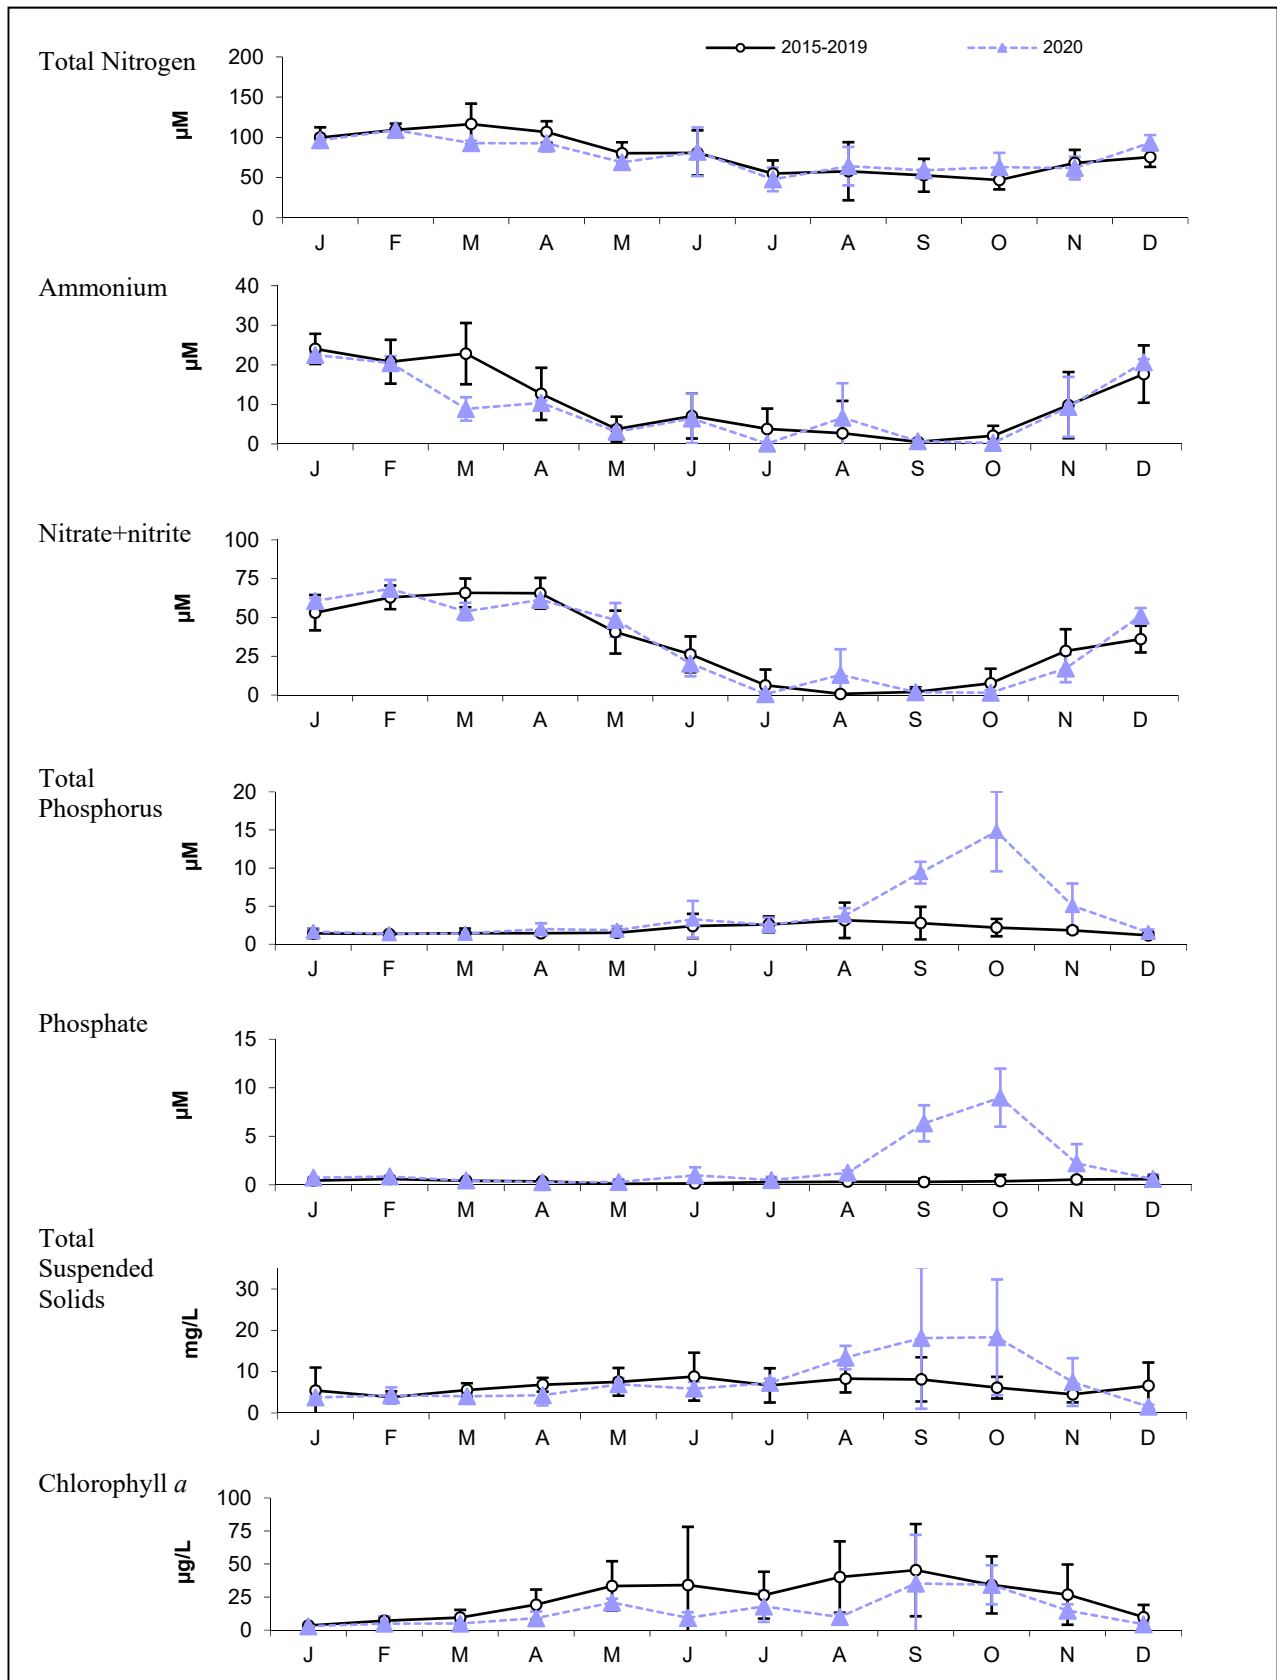 2015-2019 2020
Total Nitrogen
200
150
100
50
0
µM
J F M A M J J A S O N D
Ammonium
40
30
20
10
0
µM
J F M A M J J A S O N D
Nitrate+nitrite
100
75
50
25
0
µM
J F M A M J J A S O N D
Total
Phosphorus
20
15
10
5
0
µM
J F M A M J J A S O N D
Phosphate
15
10
5
0
µM
J F M A M J J A S O N D
Total
Suspended
Solids
30
20
10
0
mg/L
J F M A M J J A S O N D
Chlorophyll a
100
75
50
25
0
µg/L
J F M A M J J A S O N D